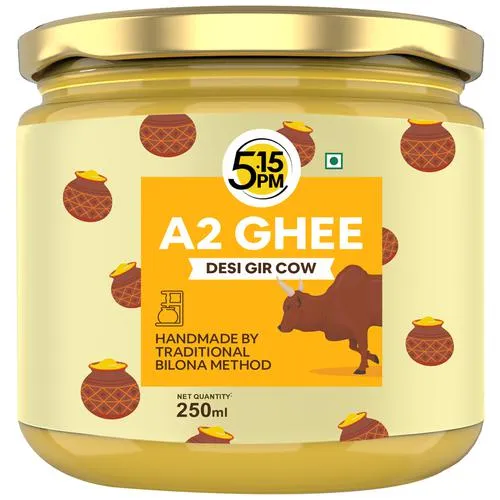 5:15
PM
A2 GHEE
DESI GIR COW
HANDMADE BY
TRADITIONAL
BILONA METHOD
NET QUANTITY:
250ml